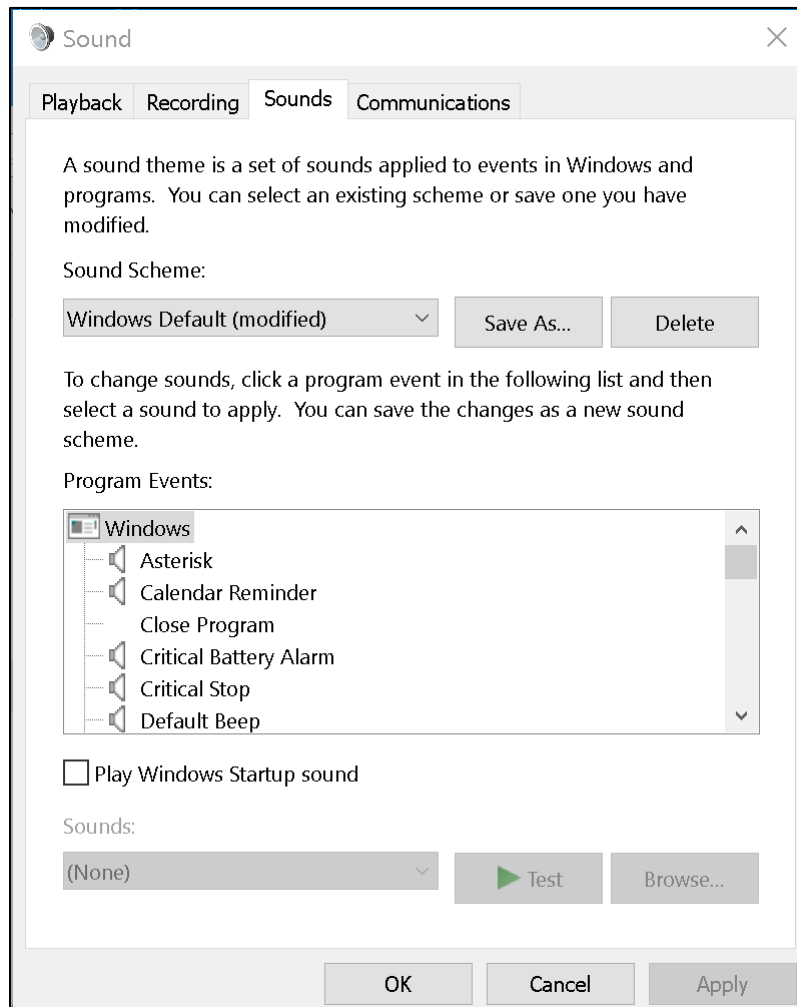 Sound
Playback Recording Sounds Communications
A sound theme is a set of sounds applied to events in Windows and
programs. You can select an existing scheme or save one you have
modified.
Sound Scheme:
Windows Default (modified) Save As... Delete
To change sounds, click a program event in the following list and then
select a sound to apply. You can save the changes as a new sound
scheme.
Program Events:
Windows
Asterisk
Calendar Reminder
Close Program
Critical Battery Alarm
Critical Stop
Default Beep
Play Windows Startup sound
Sounds:
(None) Test Browse...
OK Cancel Apply